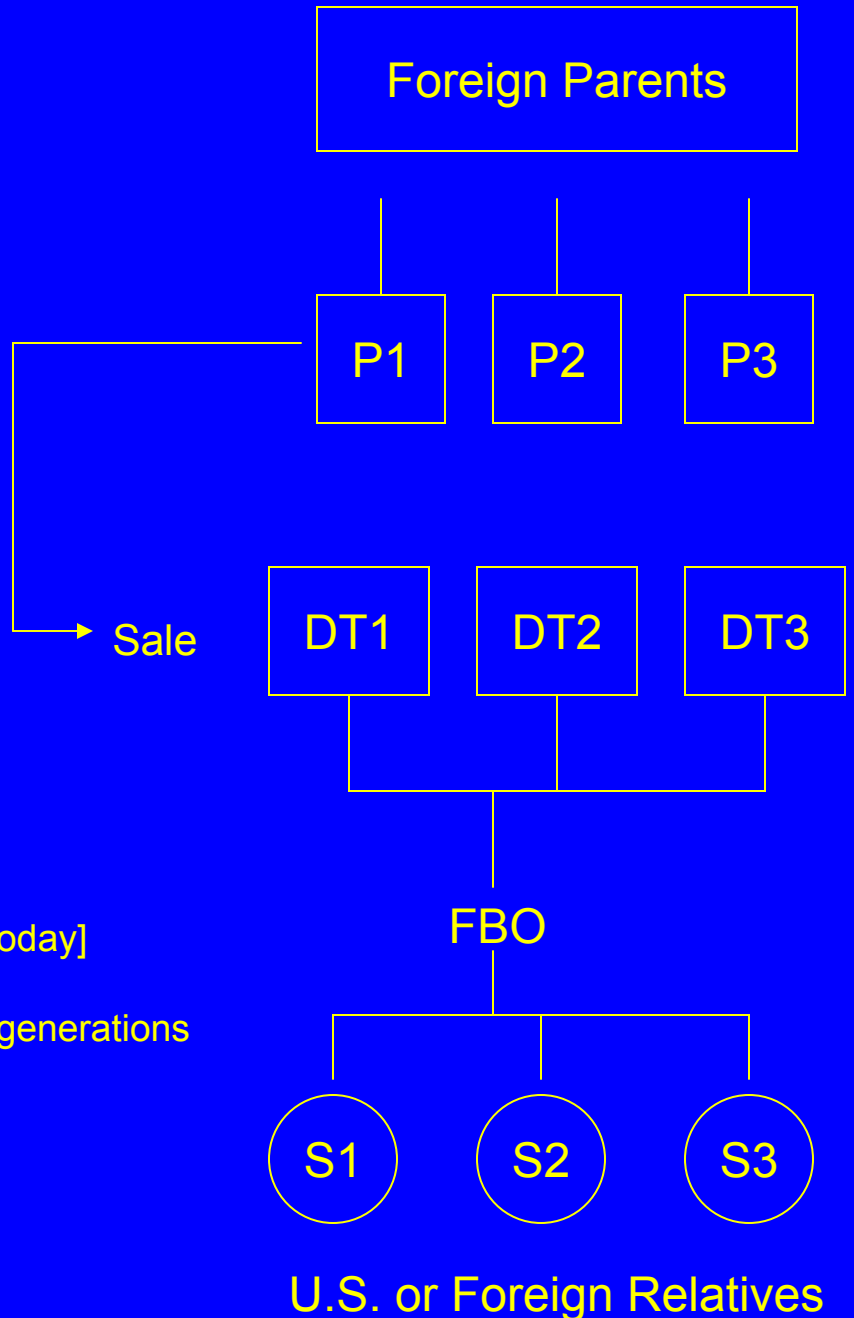 Foreign Parents
P1 P2 P3
Sale
DT1 DT2 DT3
FBO
oday]
generations
S1 S2 S3
U.S. or Foreign Relatives